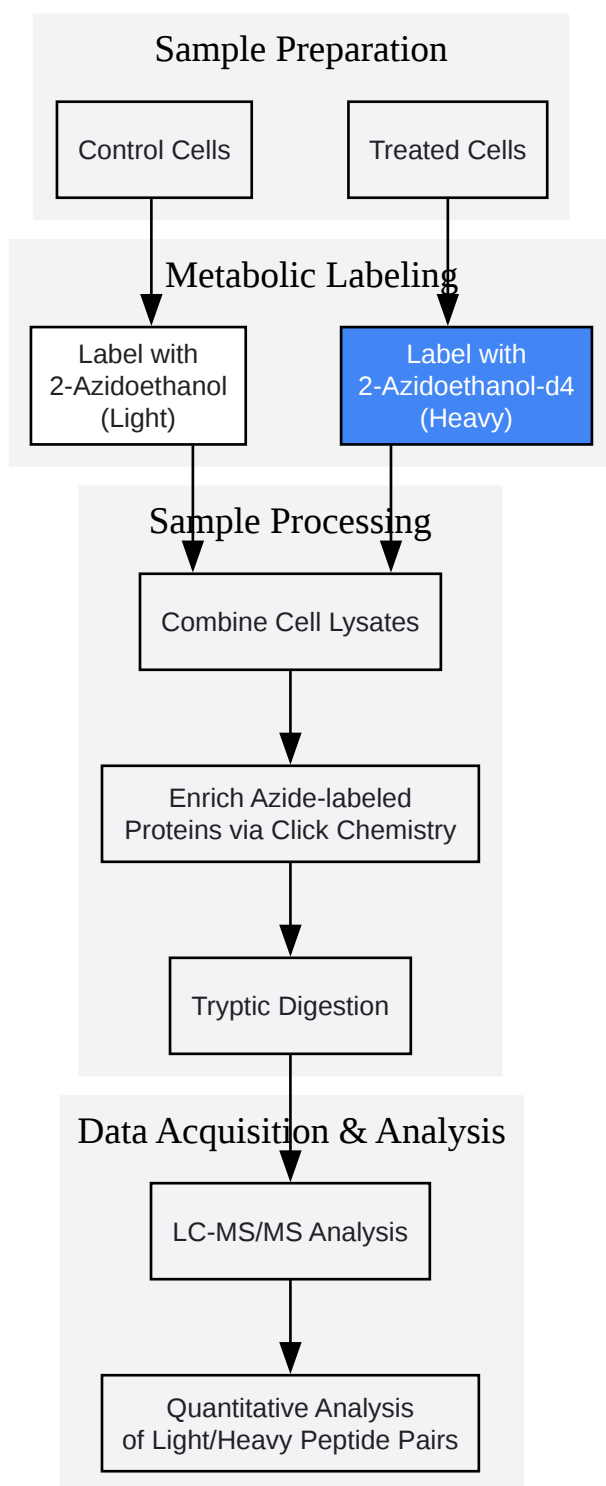 Sample Preparation
Control Cells
Treated Cells
Metabolic Labeling
Label with
2-Azidoethanol
(Light)
Label with
2-Azidoethanol-d4
(Heavy)
Sample Processing
Combine Cell Lysates
Enrich Azide-labeled
Proteins via Click Chemistry
Tryptic Digestion
Data Acquisition & Analysis
LC-MS/MS Analysis
Quantitative Analysis
of Light/Heavy Peptide Pairs